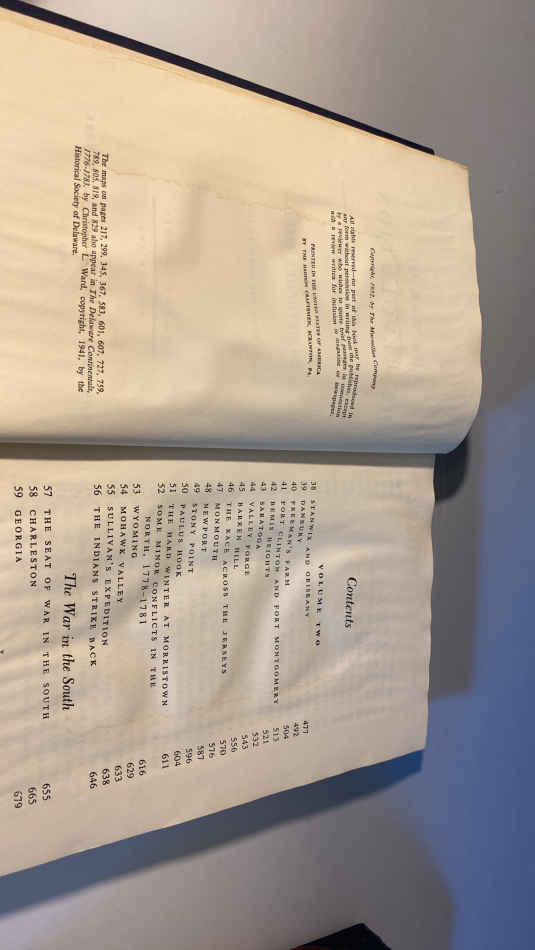 Copyright, 1952, by The Macmillan Company
All rights reserved—no part of this book may be reproduced in
any form without permission in writing from the publisher, except
by a reviewer who wishes to quote brief passages in connection
with a review written for inclusion in magazine or newspaper.
PRINTED IN THE UNITED STATES OF AMERICA
BY THE HADDON CRAFTSMEN, SCRANTON, PA.
The maps on pages 217, 299, 345, 367, 583, 601, 607, 727, 759,
789, 805, 819, and 829 also appear in The Delaware Continentals,
1776-1783, by Christopher L. Ward, copyright, 1941, by the
Historical Society of Delaware.
Contents
VOLUME TWO
38 STANWIX AND ORISKANY 477
39 DANBURY 492
40 FREEMAN'S FARM 504
41 FORT CLINTON AND FORT MONTGOMERY 513
42 BEMIS HEIGHTS 521
43 SARATOGA 532
44 VALLEY FORGE 543
45 BARREN HILL 556
46 THE RACE ACROSS THE JERSEYS 570
47 MONMOUTH 576
48 NEWPORT 587
49 STONY POINT 596
50 PAULUS HOOK 604
51 THE HARD WINTER AT MORRISTOWN 611
52 SOME MINOR CONFLICTS IN THE
NORTH, 1778–1781 616
53 WYOMING 629
54 MOHAWK VALLEY 633
55 SULLIVAN'S EXPEDITION 638
56 THE INDIANS STRIKE BACK 646
The War in the South
57 THE SEAT OF WAR IN THE SOUTH 655
58 CHARLESTON 665
59 GEORGIA 679